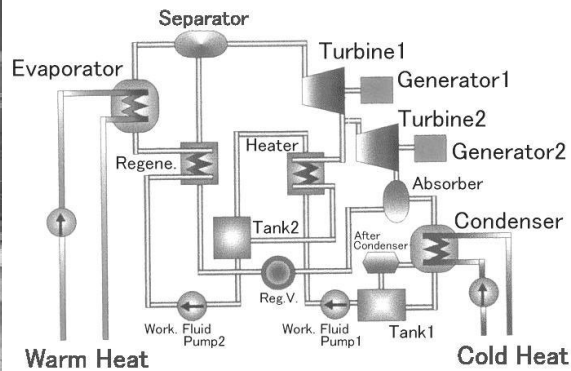 Separator
Turbine1
Evaporator
Generator1
Turbine2
Regene.
Heater
Generator2
Absorber
Tank2
Condenser
After
Condenser
Reg.V.
Work. Fluid
Pump2
Work. Fluid
Pump1
Tank1
Warm Heat
Cold Heat